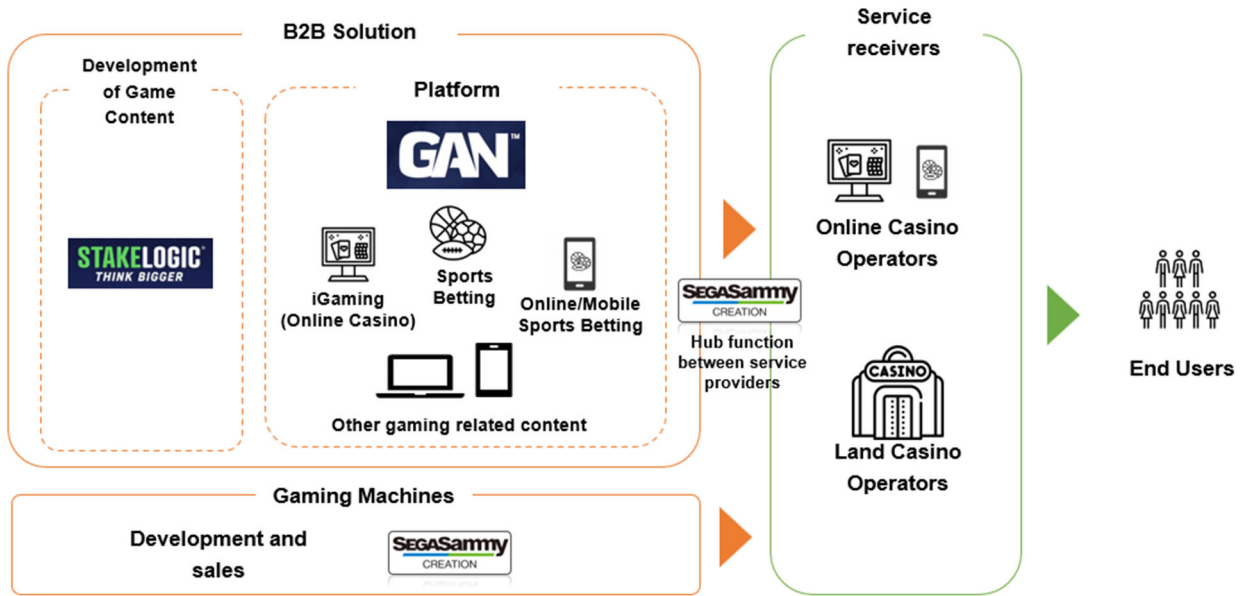 B2B Solution
Development
of Game
Content
STAKELOGIC
THINK BIGGER
Platform
GAN™
iGaming
(Online Casino)
Sports
Betting
Online/Mobile
Sports Betting
Other gaming related content
SEGASammy
CREATION
Hub function
between service
providers
Gaming Machines
Development and
sales
SEGASammy
CREATION
Service
receivers
Online Casino
Operators
CASINO
Land Casino
Operators
End Users